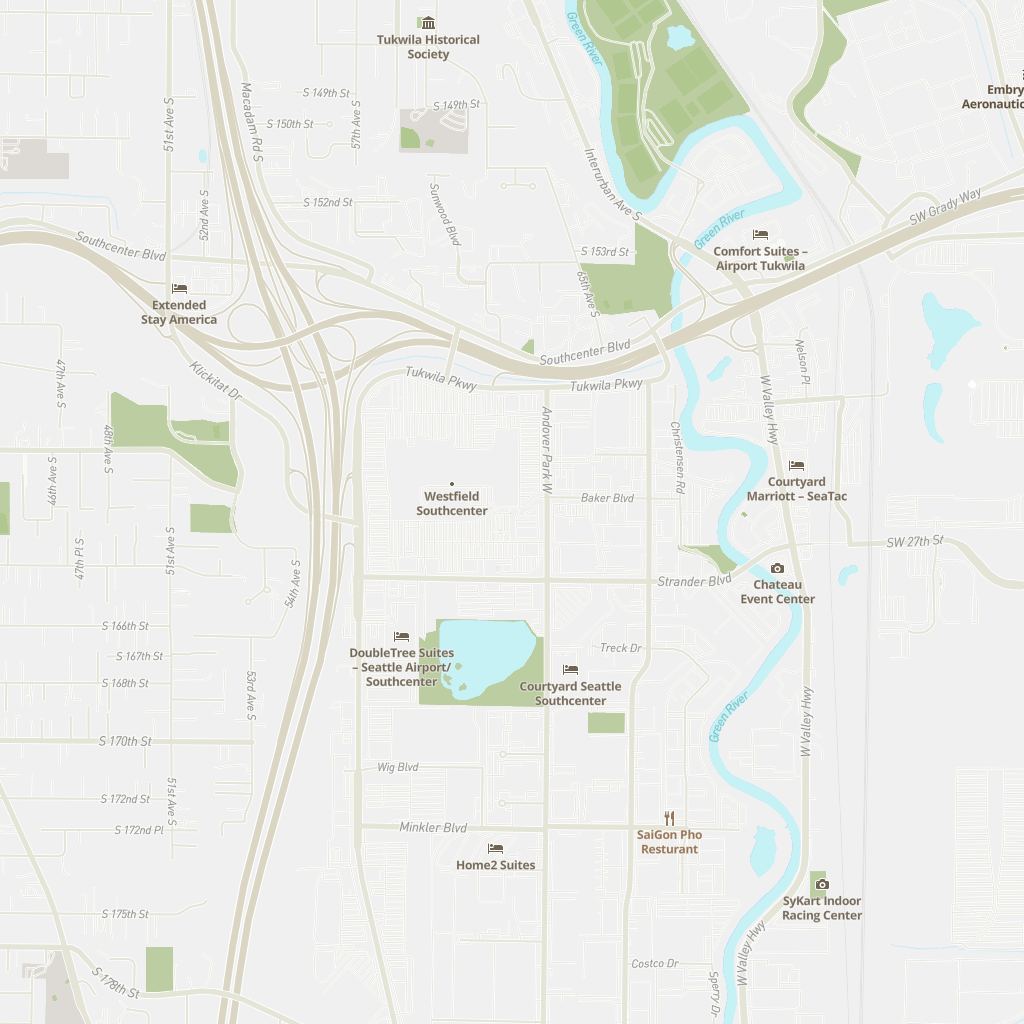 Tukwila Historical
Society
Green River
Embry
Aeronautic
S 149th St
S 149th St
Macadam Rd S
51st Ave S
57th Ave S
S 150th St
Interurban Ave S
Sunwood Blvd
52nd Ave S
S 152nd St
SW Grady Way
Green River
Southcenter Blvd
S 153rd St
Comfort Suites –
Airport Tukwila
65th Ave S
Extended
Stay America
Southcenter Blvd
Nelson Pl
Klickitat Dr
Tukwila Pkwy
Tukwila Pkwy
47th Ave S
W Valley Hwy
Andover Park W
Christensen Rd
48th Ave S
46th Ave S
Courtyard
Marriott – SeaTac
Westfield
Southcenter
Baker Blvd
47th Pl S
51st Ave S
SW 27th St
54th Ave S
Strander Blvd
Chateau
Event Center
S 166th St
DoubleTree Suites
– Seattle Airport/
Southcenter
Treck Dr
S 167th St
S 168th St
Courtyard Seattle
Southcenter
53rd Ave S
Green River
W Valley Hwy
S 170th St
Wig Blvd
51st Ave S
S 172nd St
S 172nd Pl
Minkler Blvd
SaiGon Pho
Resturant
Home2 Suites
SyKart Indoor
Racing Center
S 175th St
W Valley Hwy
Costco Dr
S 178th St
Sperry Dr